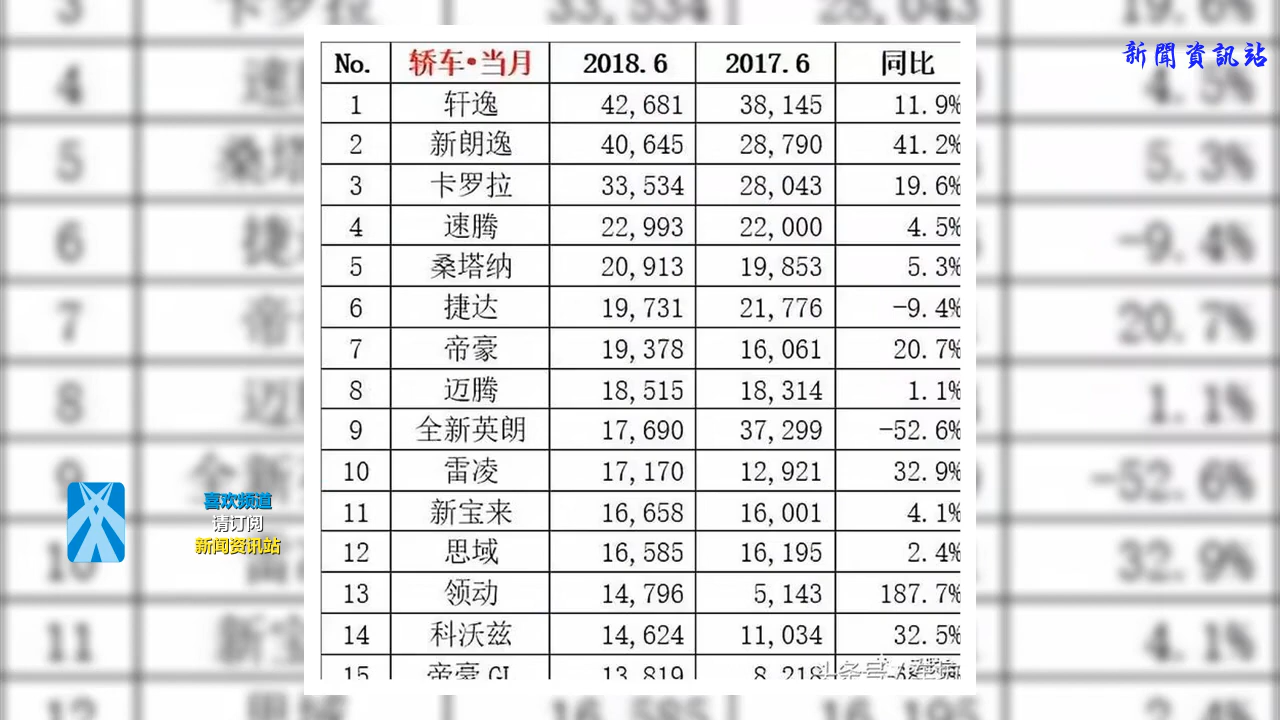 新聞資訊站
No. 轿车•当月 2018.6 2017.6 同比
1 轩逸 42,681 38,145 11.9%
2 新朗逸 40,645 28,790 41.2%
3 卡罗拉 33,534 28,043 19.6%
4 速腾 22,993 22,000 4.5%
5 桑塔纳 20,913 19,853 5.3%
6 捷达 19,731 21,776 -9.4%
7 帝豪 19,378 16,061 20.7%
8 迈腾 18,515 18,314 1.1%
9 全新英朗 17,690 37,299 -52.6%
10 雷凌 17,170 12,921 32.9%
11 新宝来 16,658 16,001 4.1%
12 思域 16,585 16,195 2.4%
13 领动 14,796 5,143 187.7%
14 科沃兹 14,624 11,034 32.5%
15 帝豪 GL 13,819 8,218
喜欢频道
请订阅
新闻资讯站